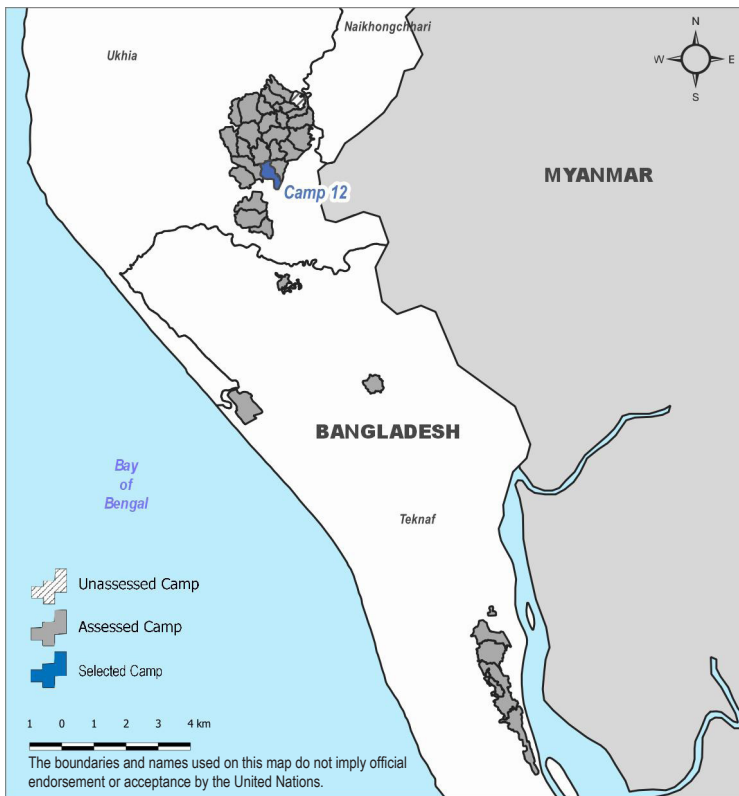 Naikhongchhari
Ukhia
N
W
E
S
MYANMAR
Camp 12
BANGLADESH
Bay
of
Bengal
Teknaf
Unassessed Camp
Assessed Camp
Selected Camp
1 0 1 2 3 4 km
The boundaries and names used on this map do not imply official
endorsement or acceptance by the United Nations.